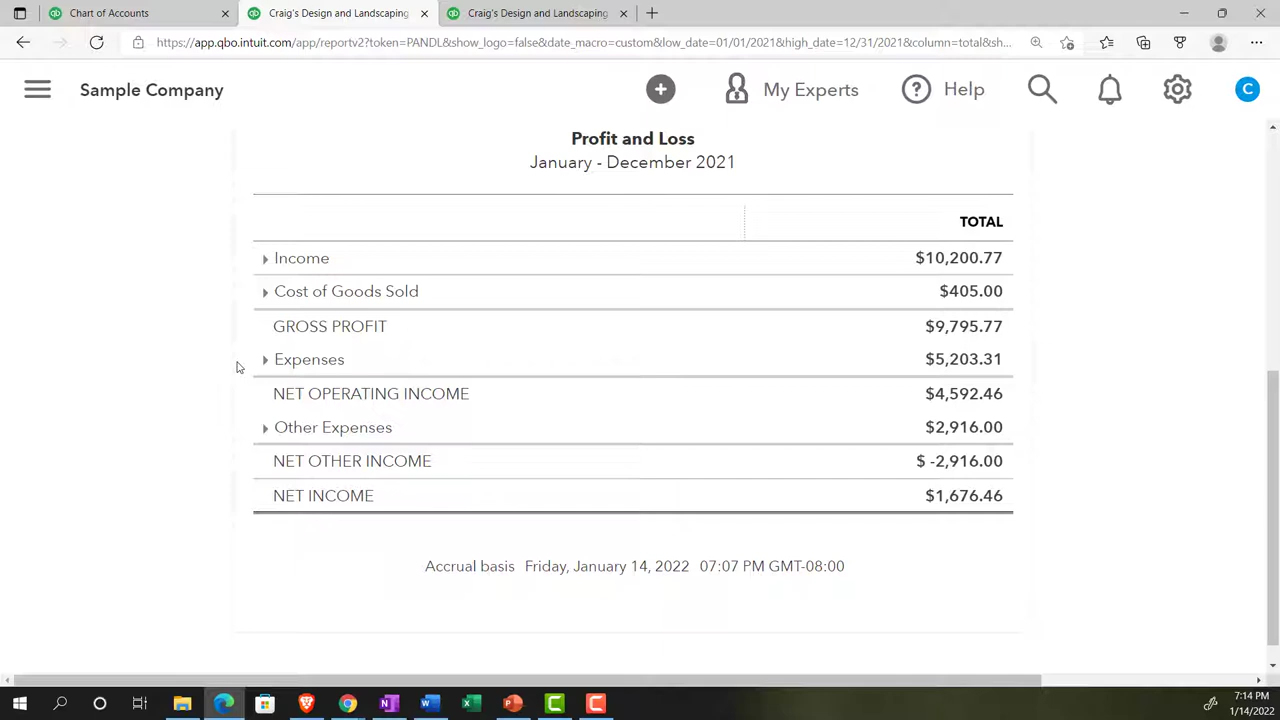 Chart of Accounts
Craig's Design and Landscaping
Craig's Design and Landscaping
https://app.qbo.intuit.com/app/reportv2?token=PANDL&show_logo=false&date_macro=custom&low_date=01/01/2021&high_date=12/31/2021&column=total&sh...
Sample Company
My Experts
Help
C
Profit and Loss
January - December 2021
TOTAL
Income $10,200.77
Cost of Goods Sold $405.00
GROSS PROFIT $9,795.77
Expenses $5,203.31
NET OPERATING INCOME $4,592.46
Other Expenses $2,916.00
NET OTHER INCOME $ -2,916.00
NET INCOME $1,676.46
Accrual basis Friday, January 14, 2022 07:07 PM GMT-08:00
7:14 PM
1/14/2022